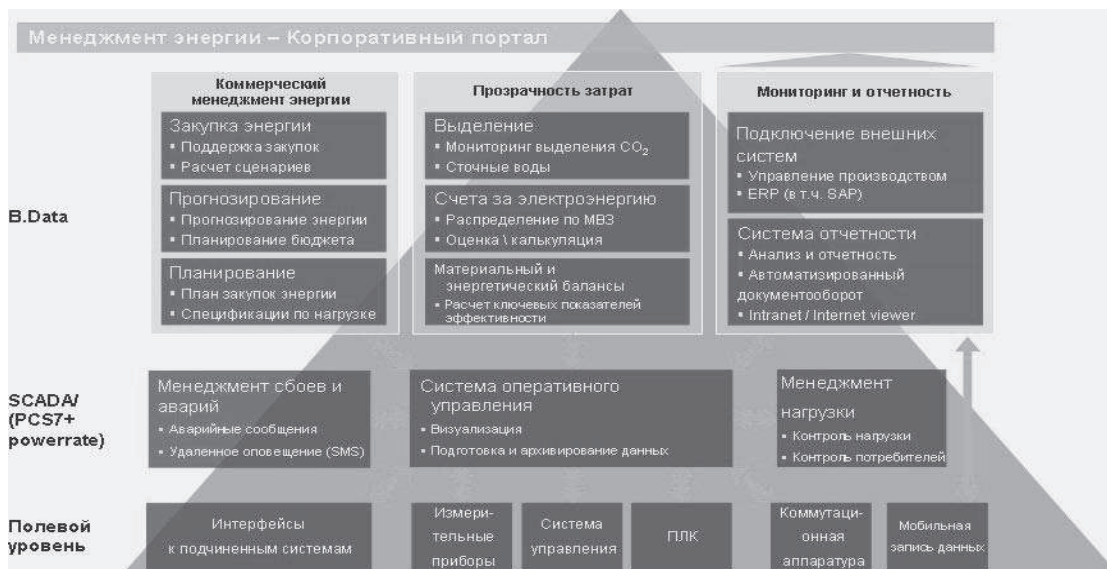 Менеджмент энергии – Корпоративный портал
B.Data
Коммерческий
менеджмент энергии
Закупка энергии
▪ Поддержка закупок
▪ Расчет сценариев
Прогнозирование
▪ Прогнозирование энергии
▪ Планирование бюджета
Планирование
▪ План закупок энергии
▪ Спецификации по нагрузке
Прозрачность затрат
Выделение
▪ Мониторинг выделения CO₂
▪ Сточные воды
Счета за электроэнергию
▪ Распределение по МВЗ
▪ Оценка \ калькуляция
Материальный и
энергетический балансы
▪ Расчет ключевых показателей
эффективности
Мониторинг и отчетность
Подключение внешних
систем
▪ Управление производством
▪ ERP (в т.ч. SAP)
Система отчетности
▪ Анализ и отчетность
▪ Автоматизированный
документооборот
▪ Intranet / Internet viewer
SCADA/
(PCS7+
powerrate)
Менеджмент сбоев и
аварий
▪ Аварийные сообщения
▪ Удаленное оповещение (SMS)
Система оперативного
управления
▪ Визуализация
▪ Подготовка и архивирование данных
Менеджмент
нагрузки
▪ Контроль нагрузки
▪ Контроль потребителей
Полевой
уровень
Интерфейсы
к подчиненным системам
Измери-
тельные
приборы
Система
управления
ПЛК
Коммутаци-
онная
аппаратура
Мобильная
запись данных